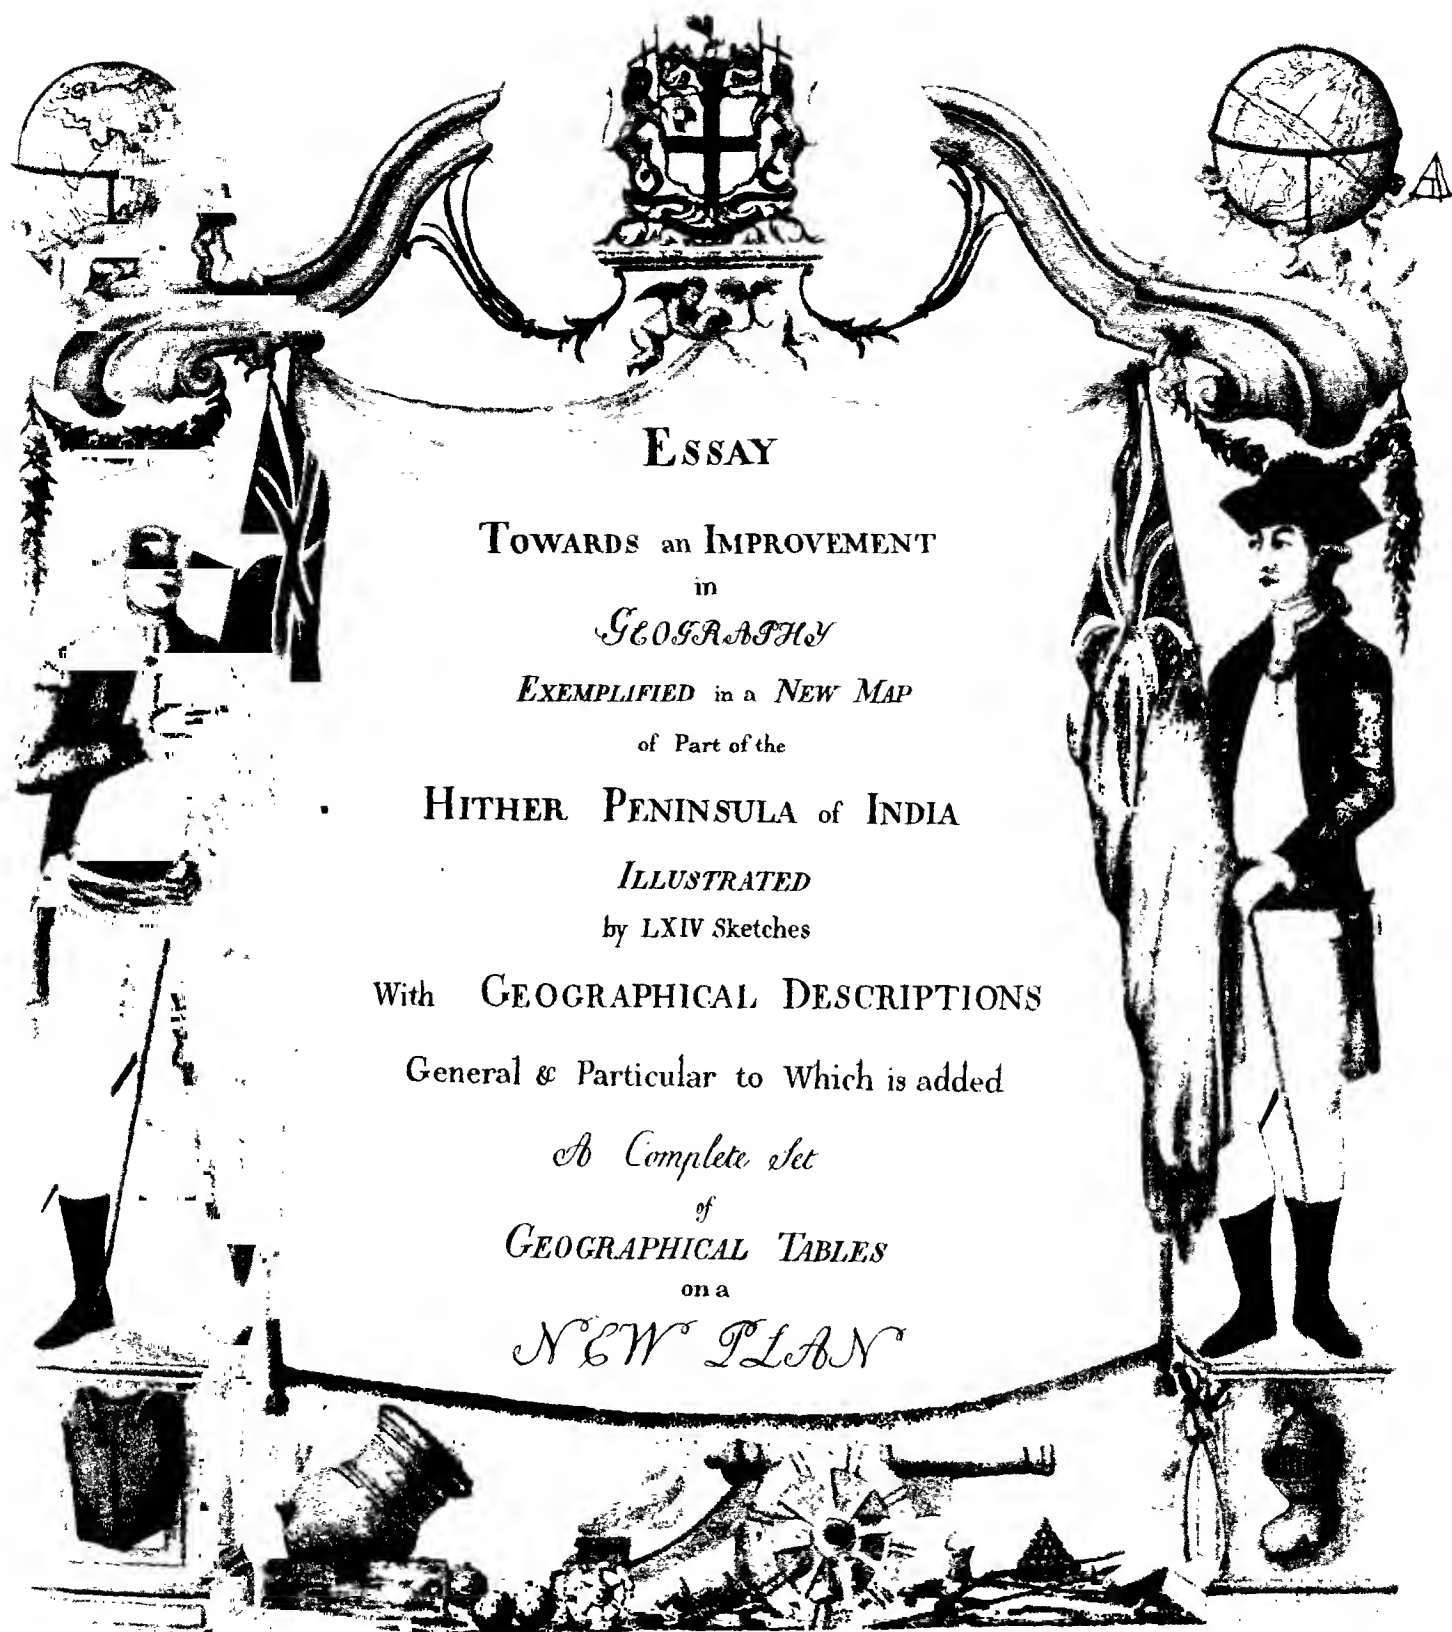 ESSAY
TOWARDS an IMPROVEMENT
in
GEOGRAPHY
EXEMPLIFIED in a NEW MAP
of Part of the
HITHER PENINSULA of INDIA
ILLUSTRATED
by LXIV Sketches
With GEOGRAPHICAL DESCRIPTIONS
General & Particular to Which is added
A Complete Set
of
GEOGRAPHICAL TABLES
on a
NEW PLAN